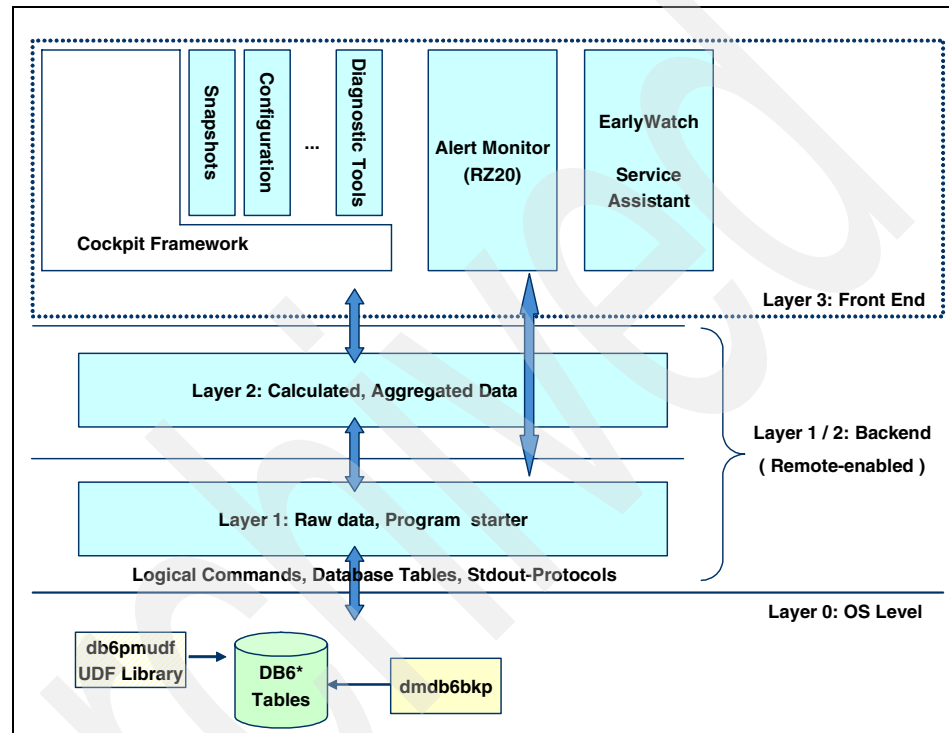 Snapshots
Configuration
...
Diagnostic Tools
Cockpit Framework
Alert Monitor
(RZ20)
EarlyWatch
Service
Assistant
Layer 3: Front End
Layer 2: Calculated, Aggregated Data
Layer 1 / 2: Backend
( Remote-enabled )
Layer 1: Raw data, Program starter
Logical Commands, Database Tables, Stdout-Protocols
Layer 0: OS Level
db6pmudf
UDF Library
DB6*
Tables
dmdb6bkp